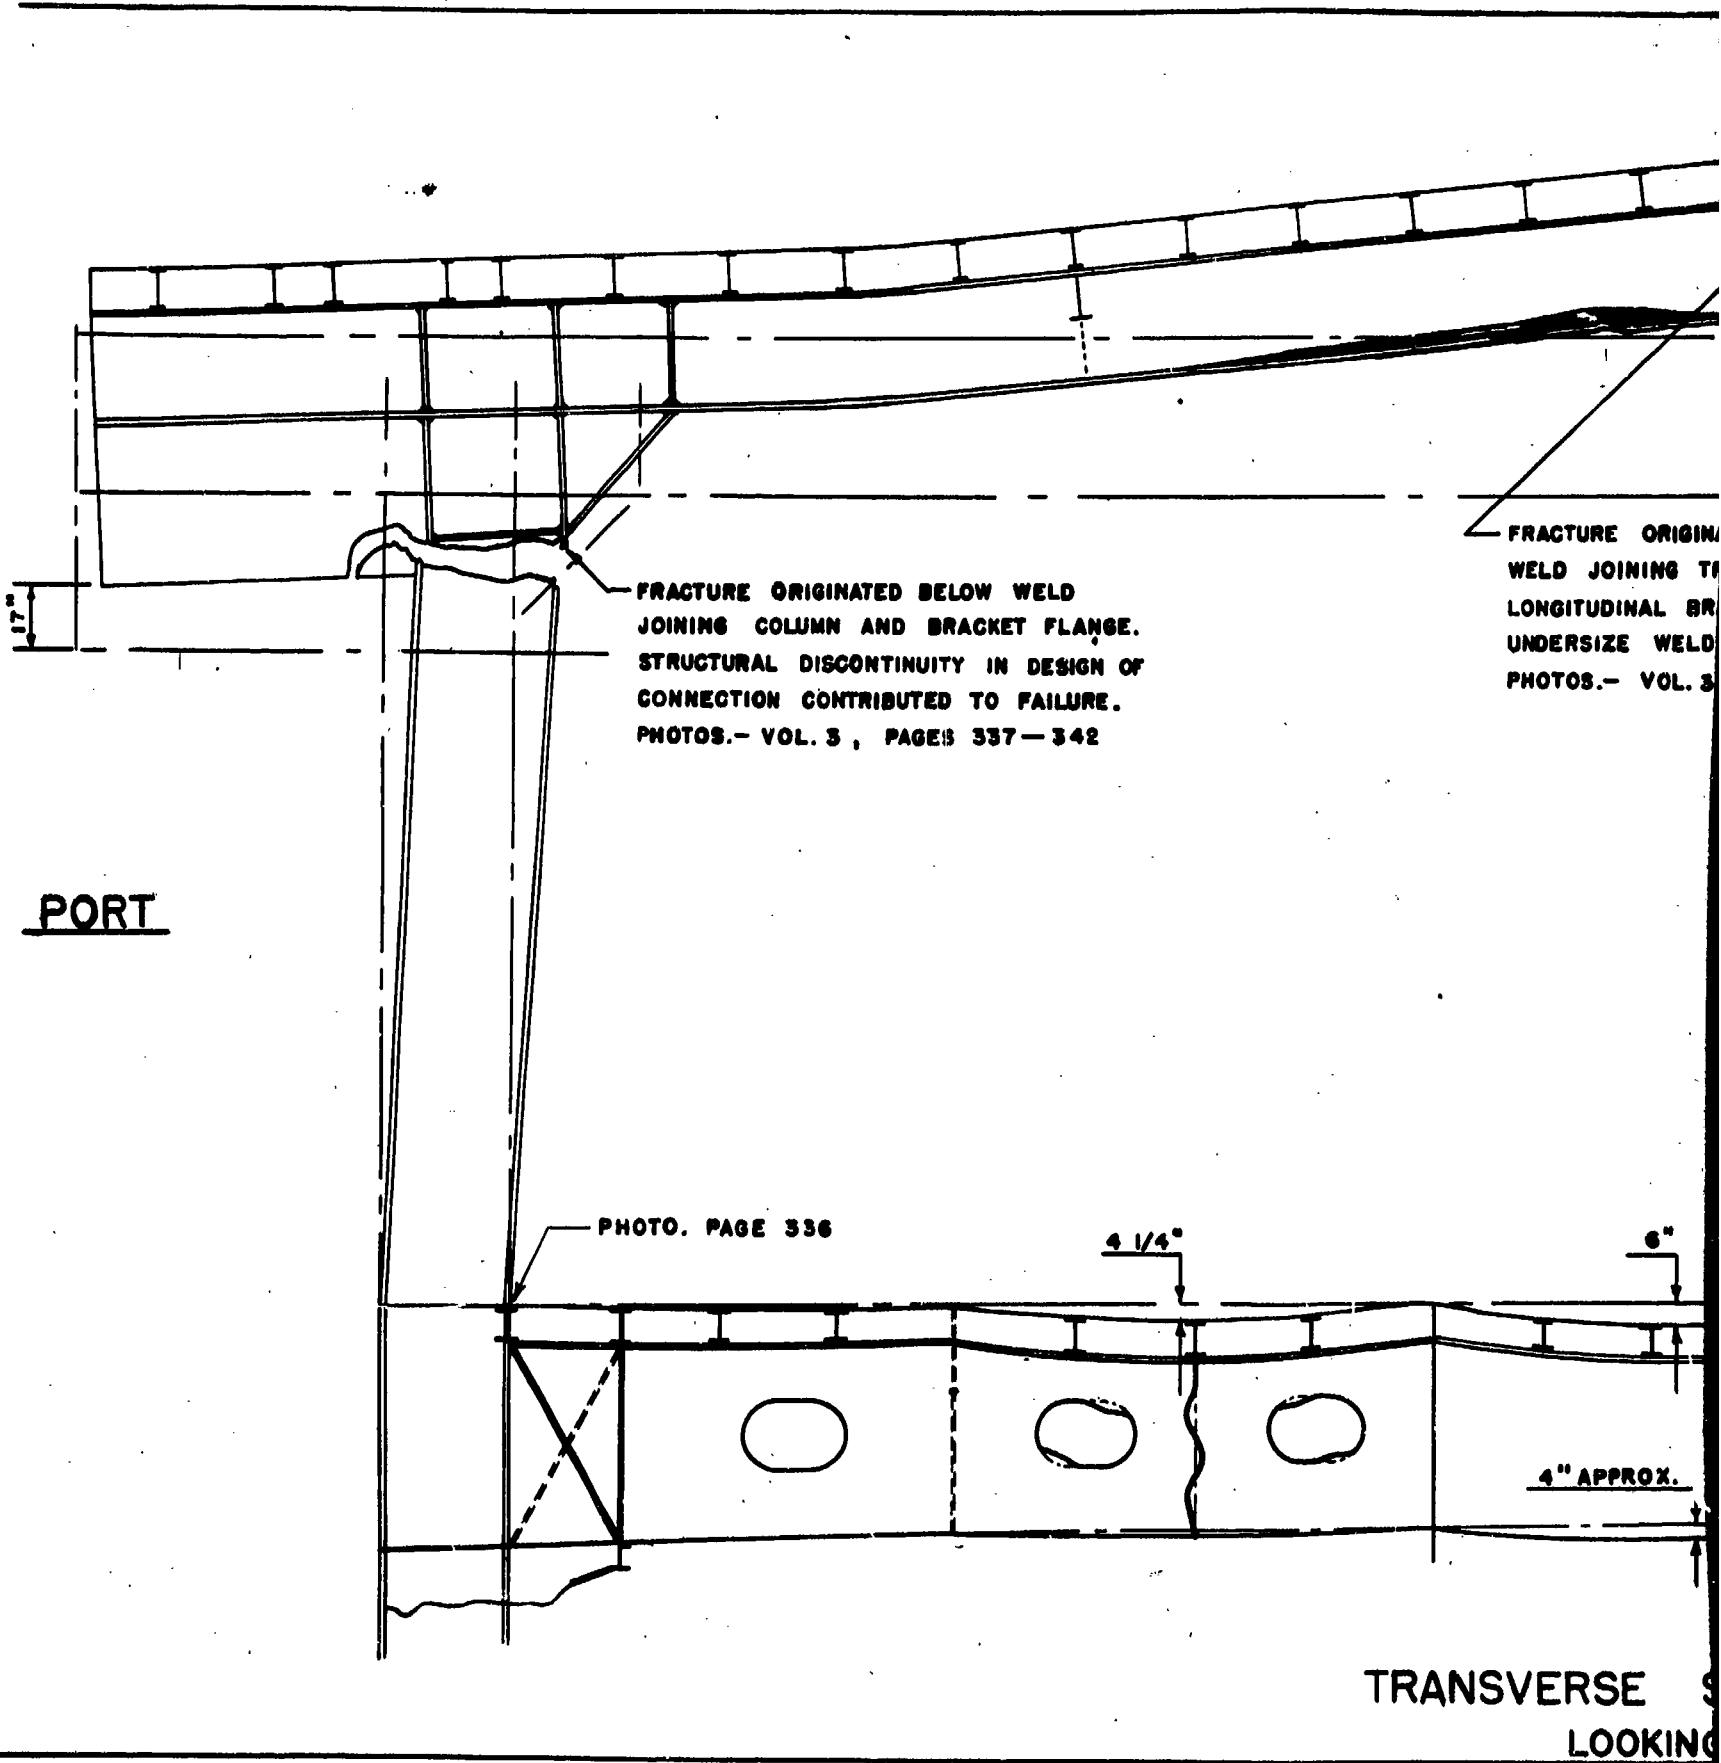 17"
FRACTURE ORIGINATED BELOW WELD
JOINING COLUMN AND BRACKET FLANGE.
STRUCTURAL DISCONTINUITY IN DESIGN OF
CONNECTION CONTRIBUTED TO FAILURE.
PHOTOS.- VOL. 3, PAGES 337-342
FRACTURE
WELD JOINING
LONGITUDINAL
UNDERSIZE WELD
PHOTOS.- VOL. 3
PORT
PHOTO. PAGE 336
4 1/4"
6"
4" APPROX.
TRANSVERSE
LOOKING